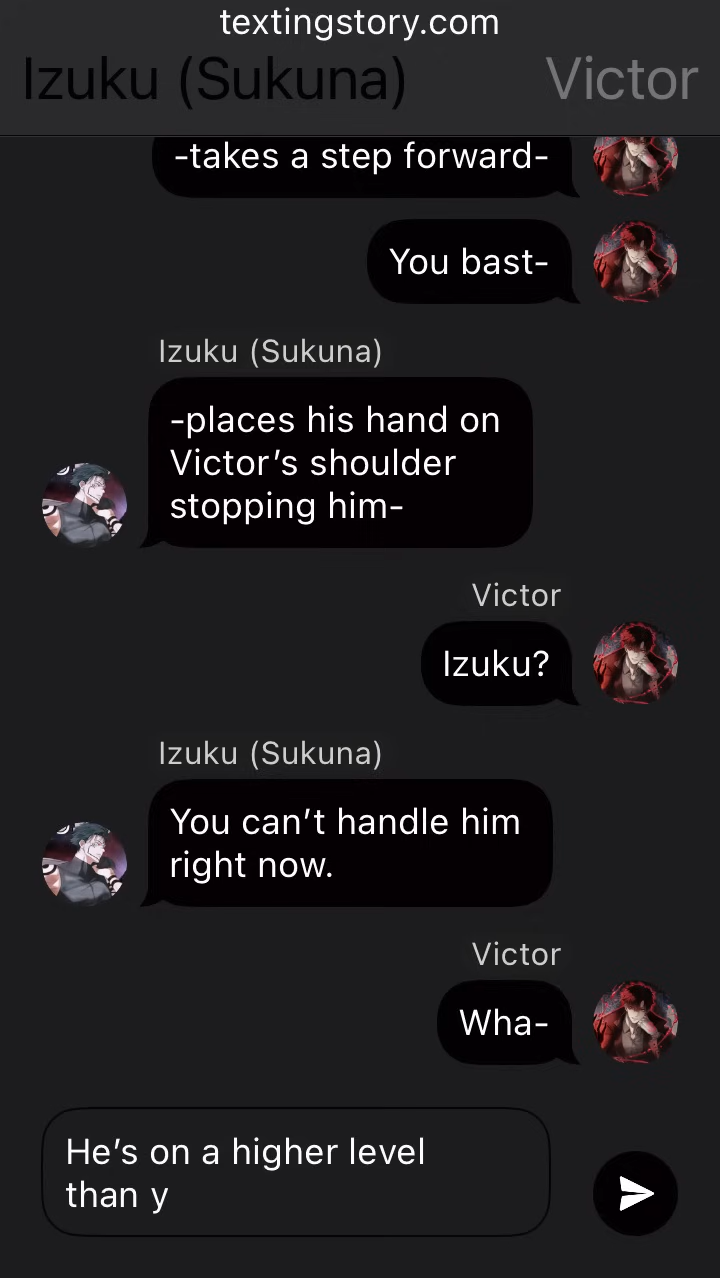 textingstory.com
Izuku (Sukuna) Victor
-takes a step forward-
You bast-
Izuku (Sukuna)
-places his hand on
Victor’s shoulder
stopping him-
Victor
Izuku?
Izuku (Sukuna)
You can’t handle him
right now.
Victor
Wha-
He’s on a higher level
than y